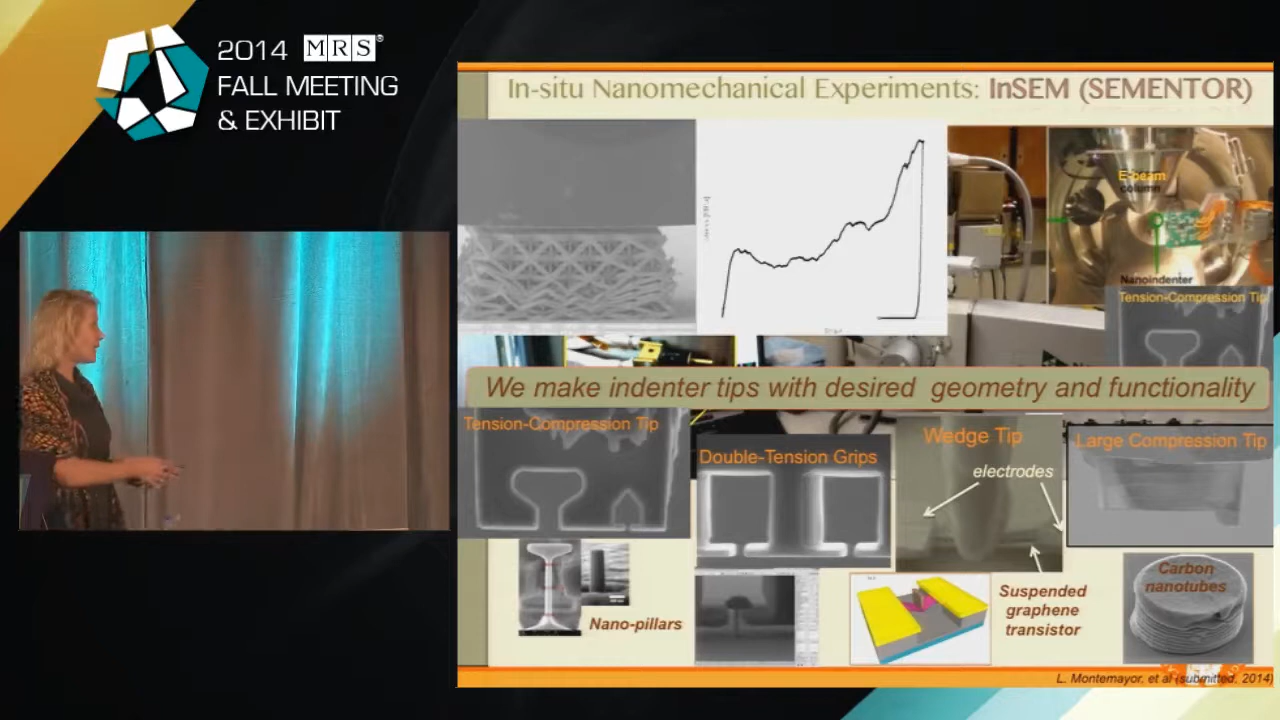 2014 MRS®
FALL MEETING
& EXHIBIT
In-situ Nanomechanical Experiments: InSEM (SEMENTOR)
E-beam
column
Nanoindenter
Tension-Compression Tip
We make indenter tips with desired geometry and functionality
Tension-Compression Tip
Double-Tension Grips
Wedge Tip
electrodes
Large Compression Tip
Nano-pillars
Suspended
graphene
transistor
Carbon
nanotubes
L. Montemayor, et al (submitted, 2014)